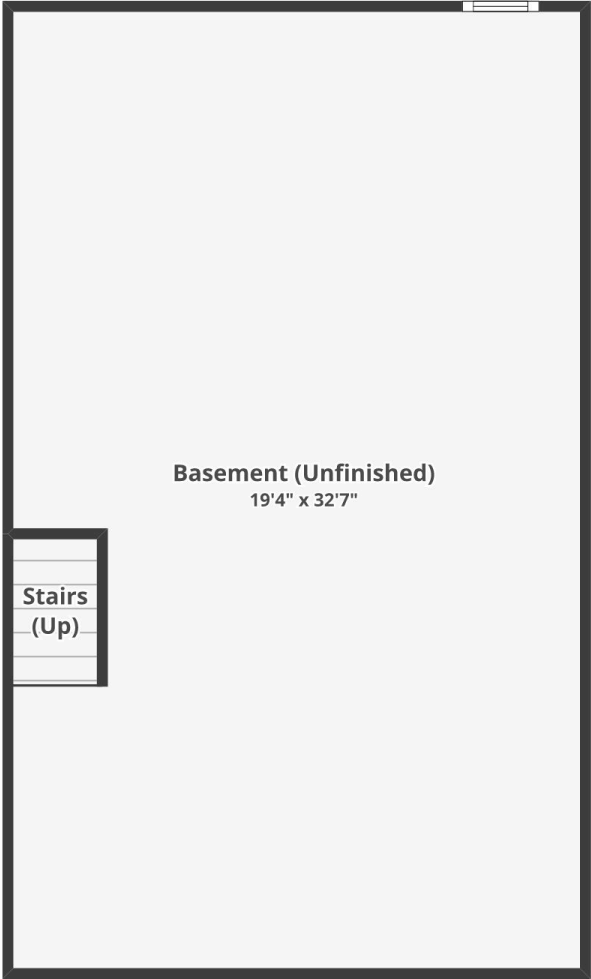 Basement (Unfinished)
19'4" x 32'7"
Stairs
(Up)